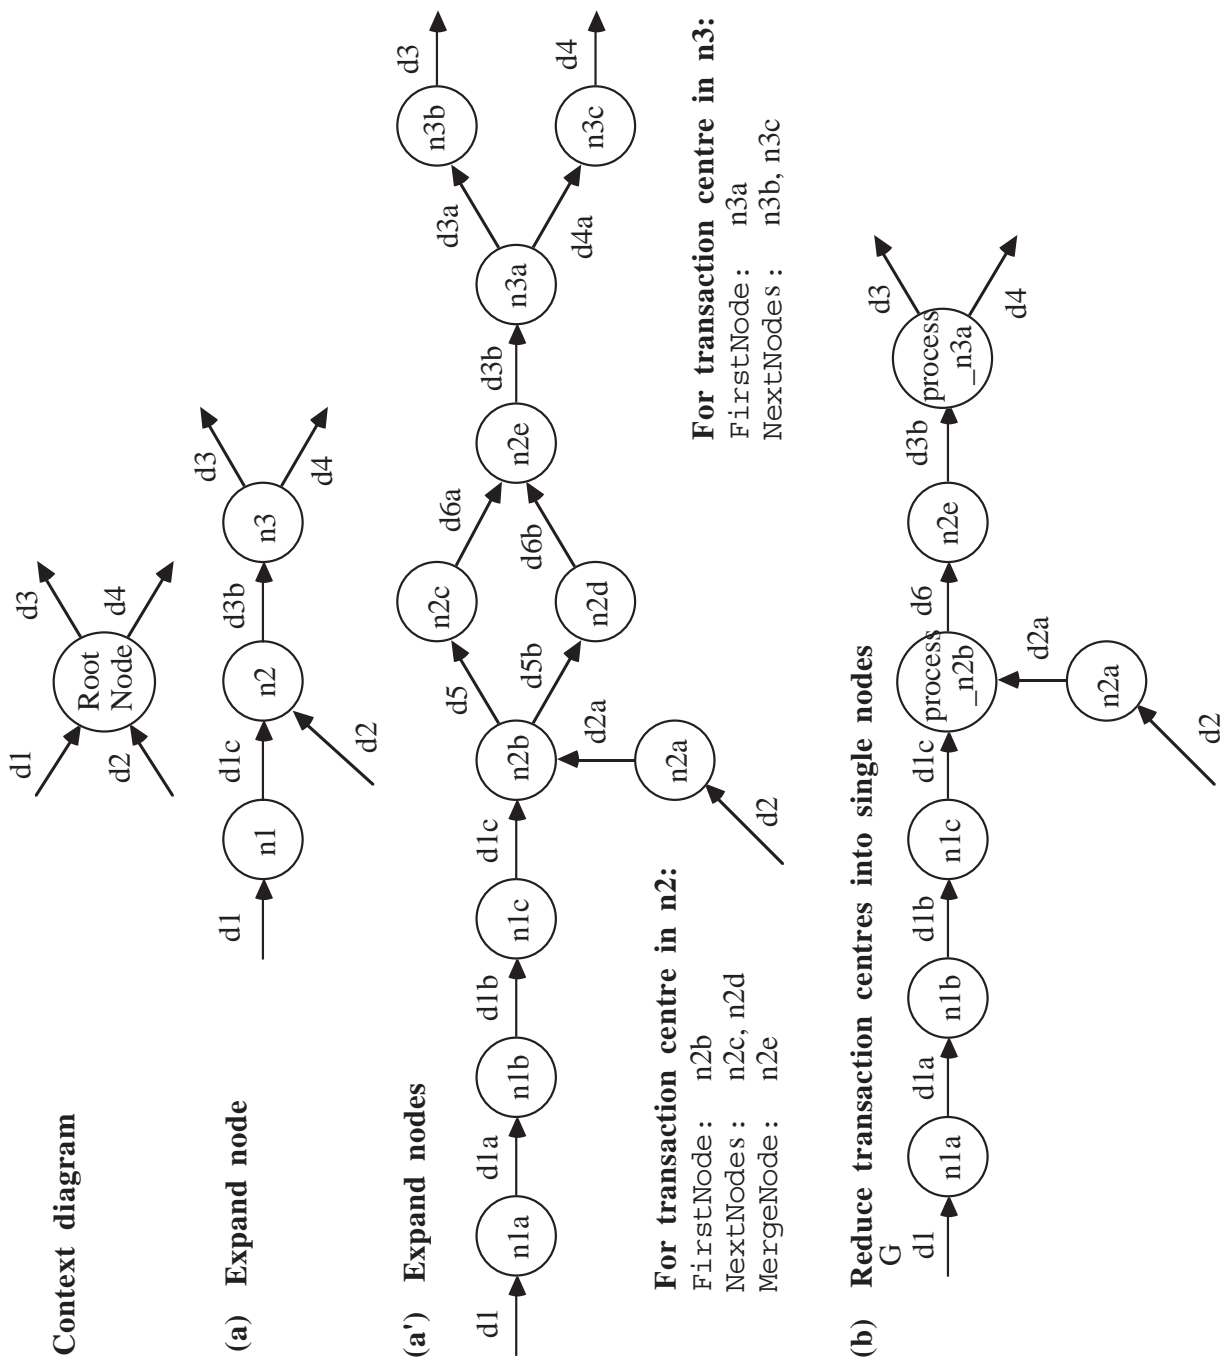 Context diagram
d1
d2
Root
Node
d3
d4
(a) Expand node
d1
n1
d1c
d2
n2
d3b
n3
d3
d4
(a') Expand nodes
d1
n1a
d1a
n1b
d1b
n1c
d1c
n2b
d2a
n2a
d2
d5
d5b
n2c
n2d
d6a
d6b
n2e
d3b
n3a
d3a
d4a
n3b
n3c
d3
d4
For transaction centre in n2:
FirstNode: n2b
NextNodes: n2c, n2d
MergeNode: n2e
For transaction centre in n3:
FirstNode: n3a
NextNodes: n3b, n3c
(b) Reduce transaction centres into single nodes
G
d1
n1a
d1a
n1b
d1b
n1c
d1c
process
_n2b
d2a
n2a
d2
d6
n2e
d3b
process
_n3a
d3
d4